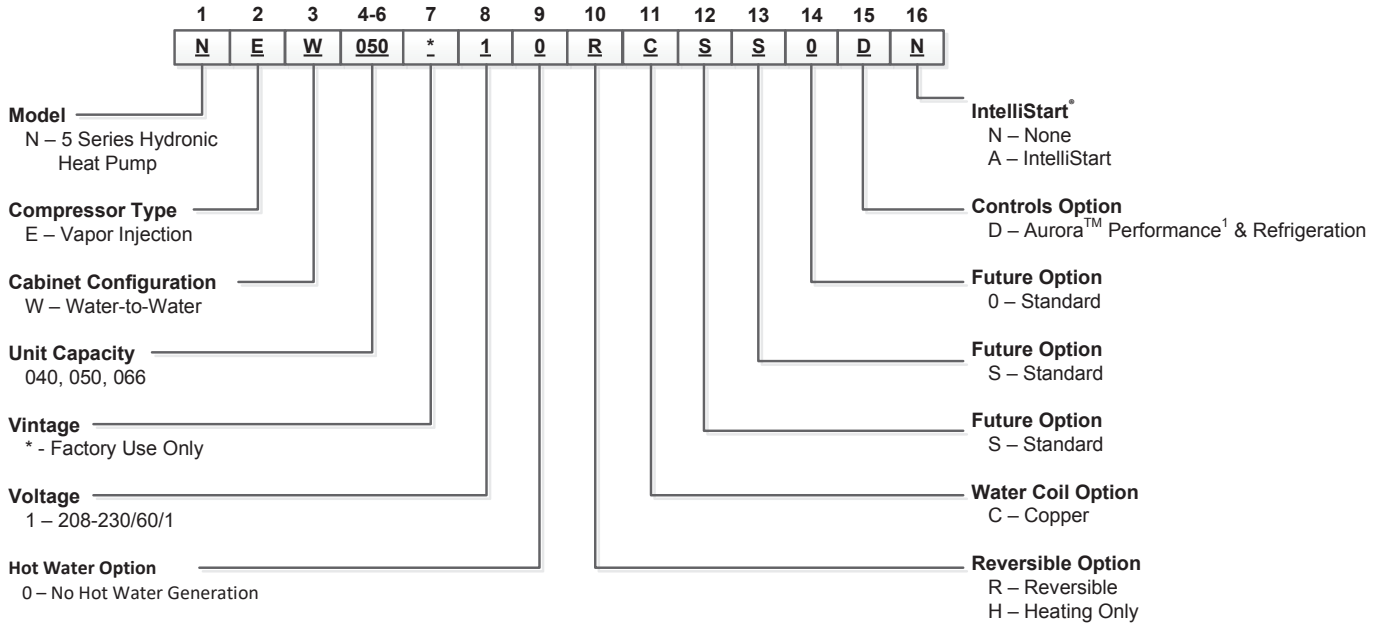 1 2 3 4-6 7 8 9 10 11 12 13 14 15 16
N E W 050 * 1 0 R C S S 0 D N
Model
N – 5 Series Hydronic
Heat Pump
Compressor Type
E – Vapor Injection
Cabinet Configuration
W – Water-to-Water
Unit Capacity
040, 050, 066
Vintage
* - Factory Use Only
Voltage
1 – 208-230/60/1
Hot Water Option
0 – No Hot Water Generation
IntelliStart®
N – None
A – IntelliStart
Controls Option
D – Aurora™ Performance¹ & Refrigeration
Future Option
0 – Standard
Future Option
S – Standard
Future Option
S – Standard
Water Coil Option
C – Copper
Reversible Option
R – Reversible
H – Heating Only